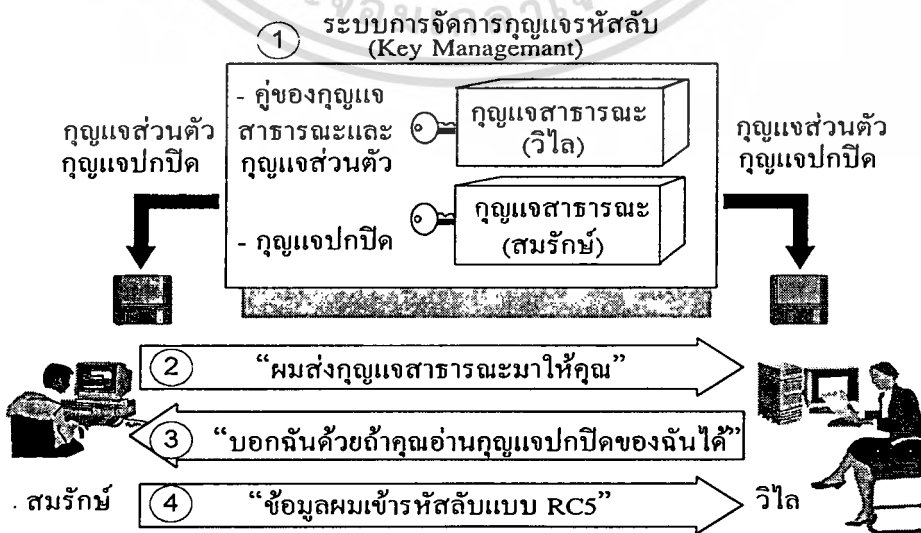 1 ระบบการจัดการกุญแจรหัสลับ
(Key Managemant)
- คู่ของกุญแจ
สาธารณะและ
กุญแจส่วนตัว
- กุญแจปกปิด
กุญแจสาธารณะ
(วิไล)
กุญแจสาธารณะ
(สมรักษ์)
กุญแจส่วนตัว
กุญแจปกปิด
กุญแจส่วนตัว
กุญแจปกปิด
2 “ผมส่งกุญแจสาธารณะมาให้คุณ”
3 “บอกฉันด้วยถ้าคุณอ่านกุญแจปกปิดของฉันได้”
4 “ข้อมูลผมเข้ารหัสลับแบบ RC5”
. สมรักษ์
วิไล